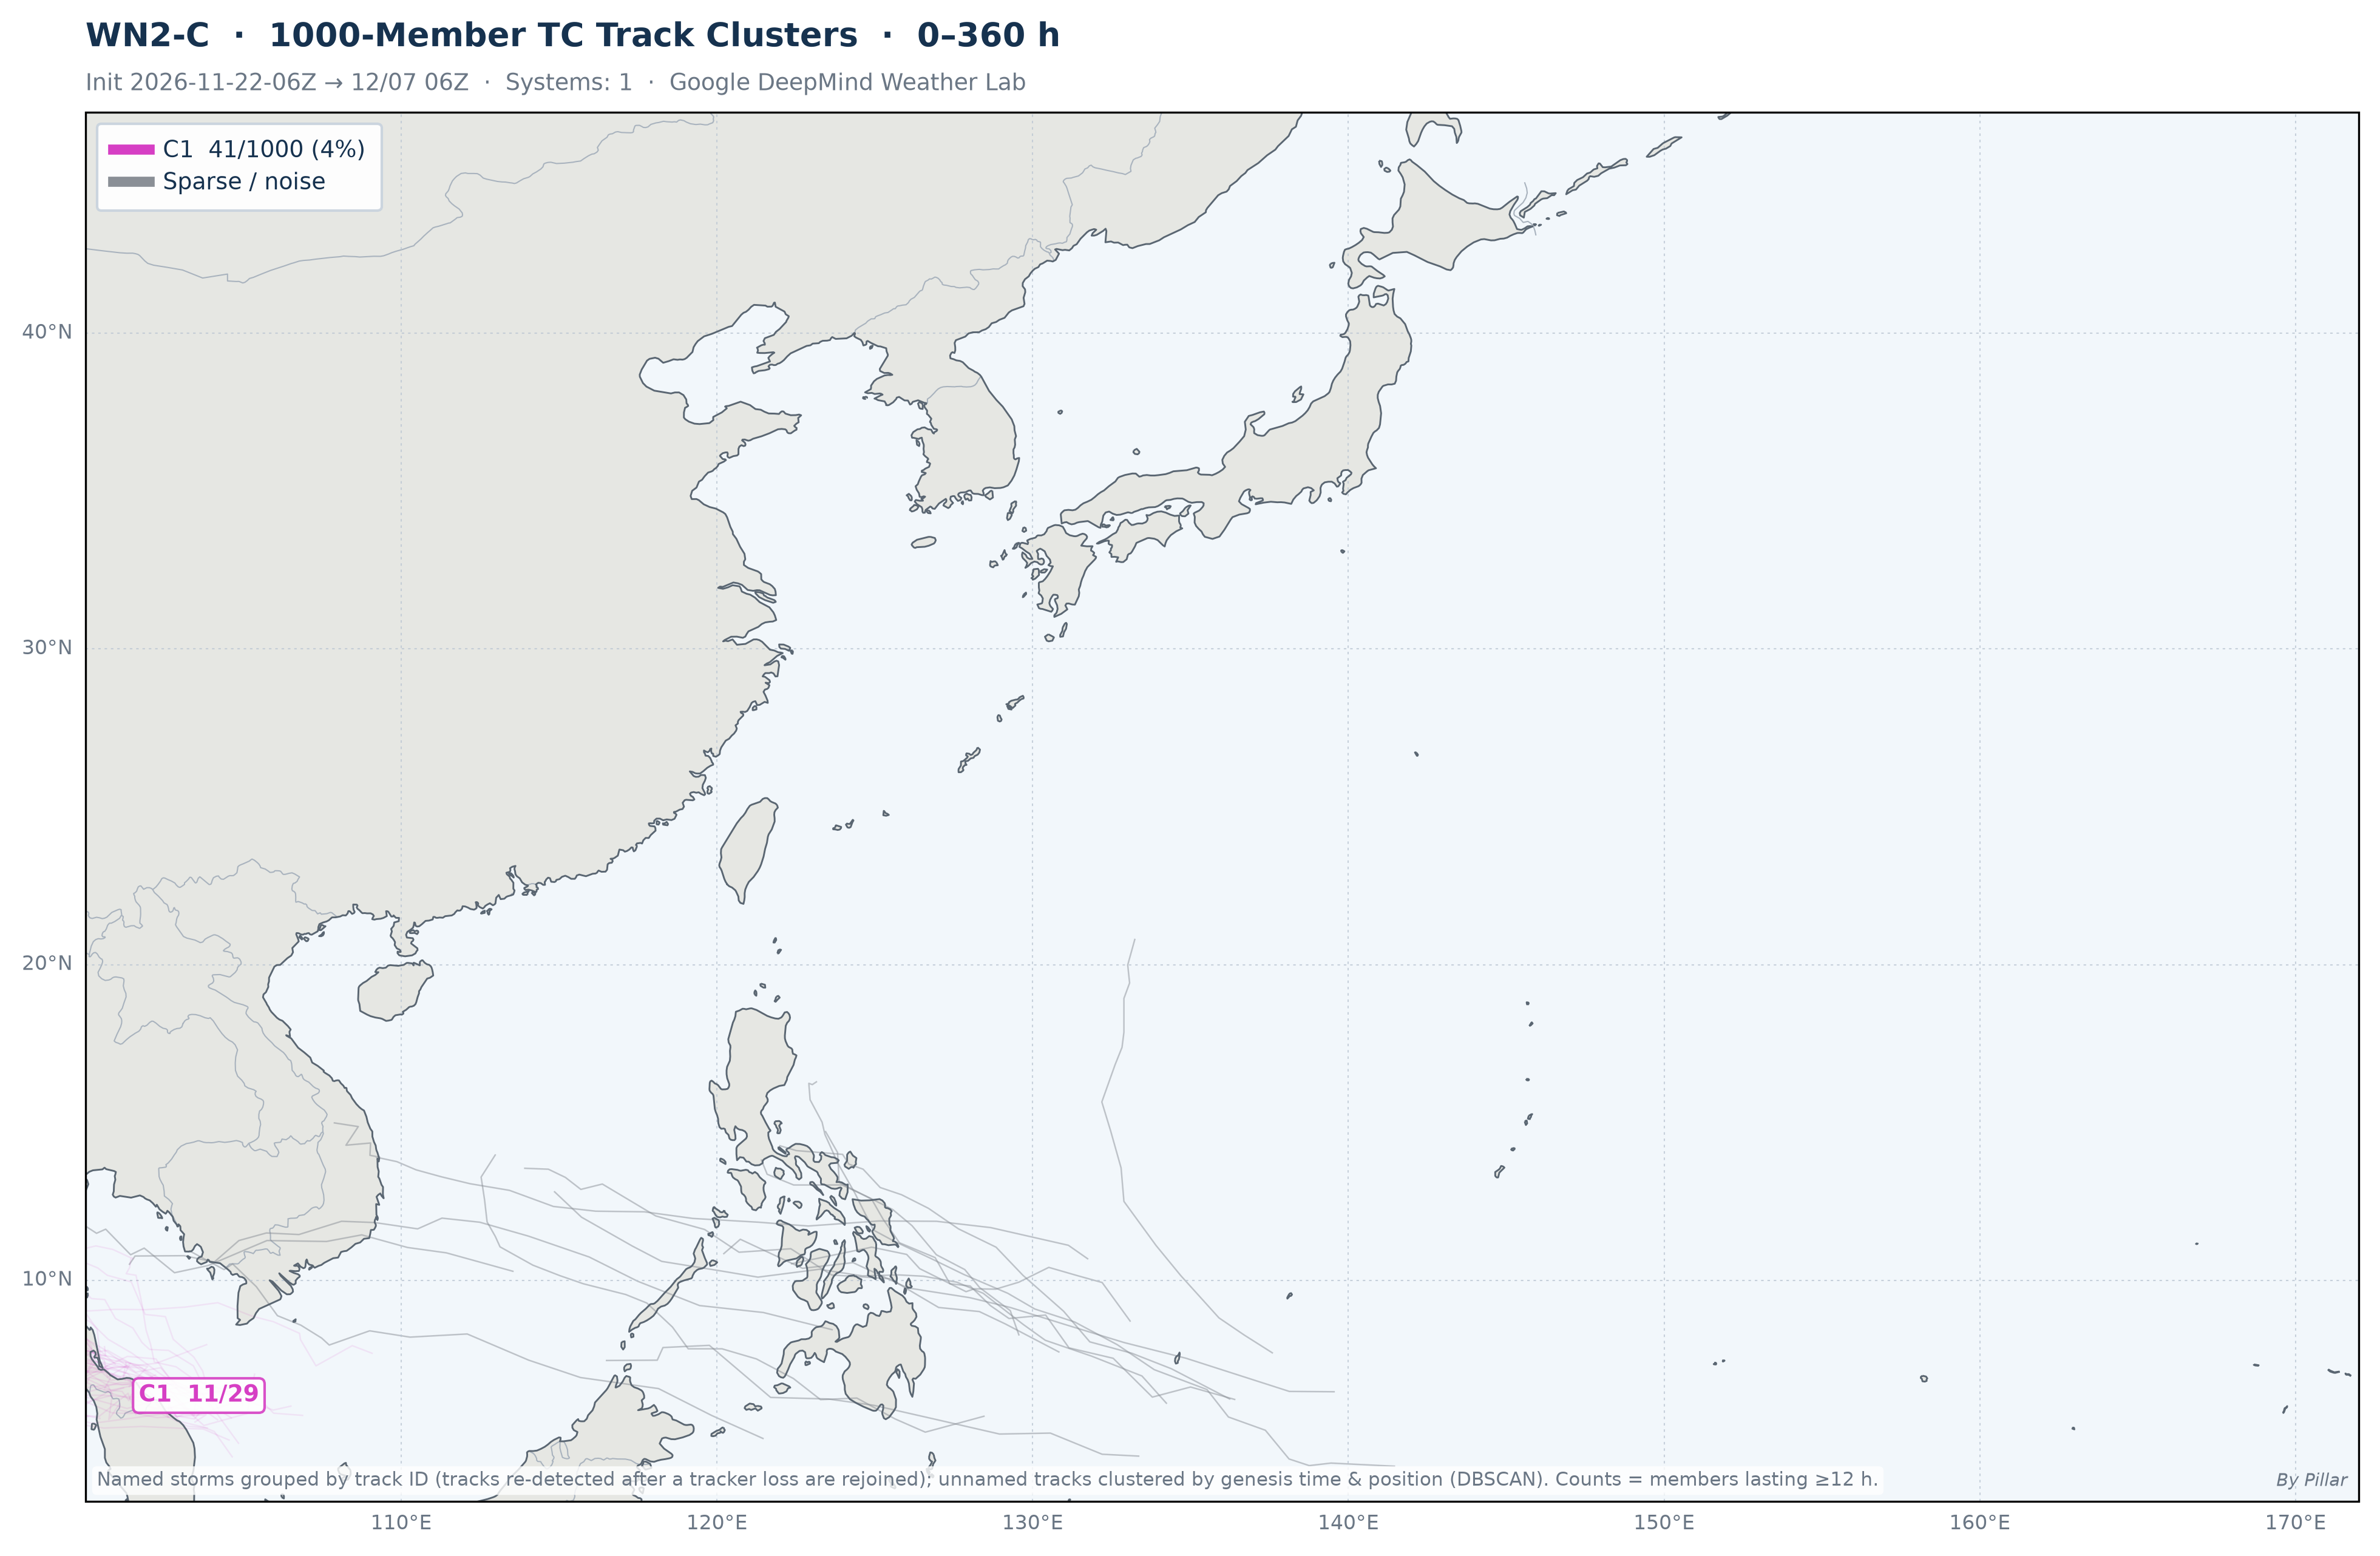 WN2-C · 1000-Member TC Track Clusters · 0–360 h
Init 2026-11-22-06Z → 12/07 06Z · Systems: 1 · Google DeepMind Weather Lab
C1 41/1000 (4%)
Sparse / noise
40°N
30°N
20°N
10°N
C1 11/29
Named storms grouped by track ID (tracks re-detected after a tracker loss are rejoined); unnamed tracks clustered by genesis time & position (DBSCAN). Counts = members lasting ≥12 h.
By Pillar
110°E
120°E
130°E
140°E
150°E
160°E
170°E